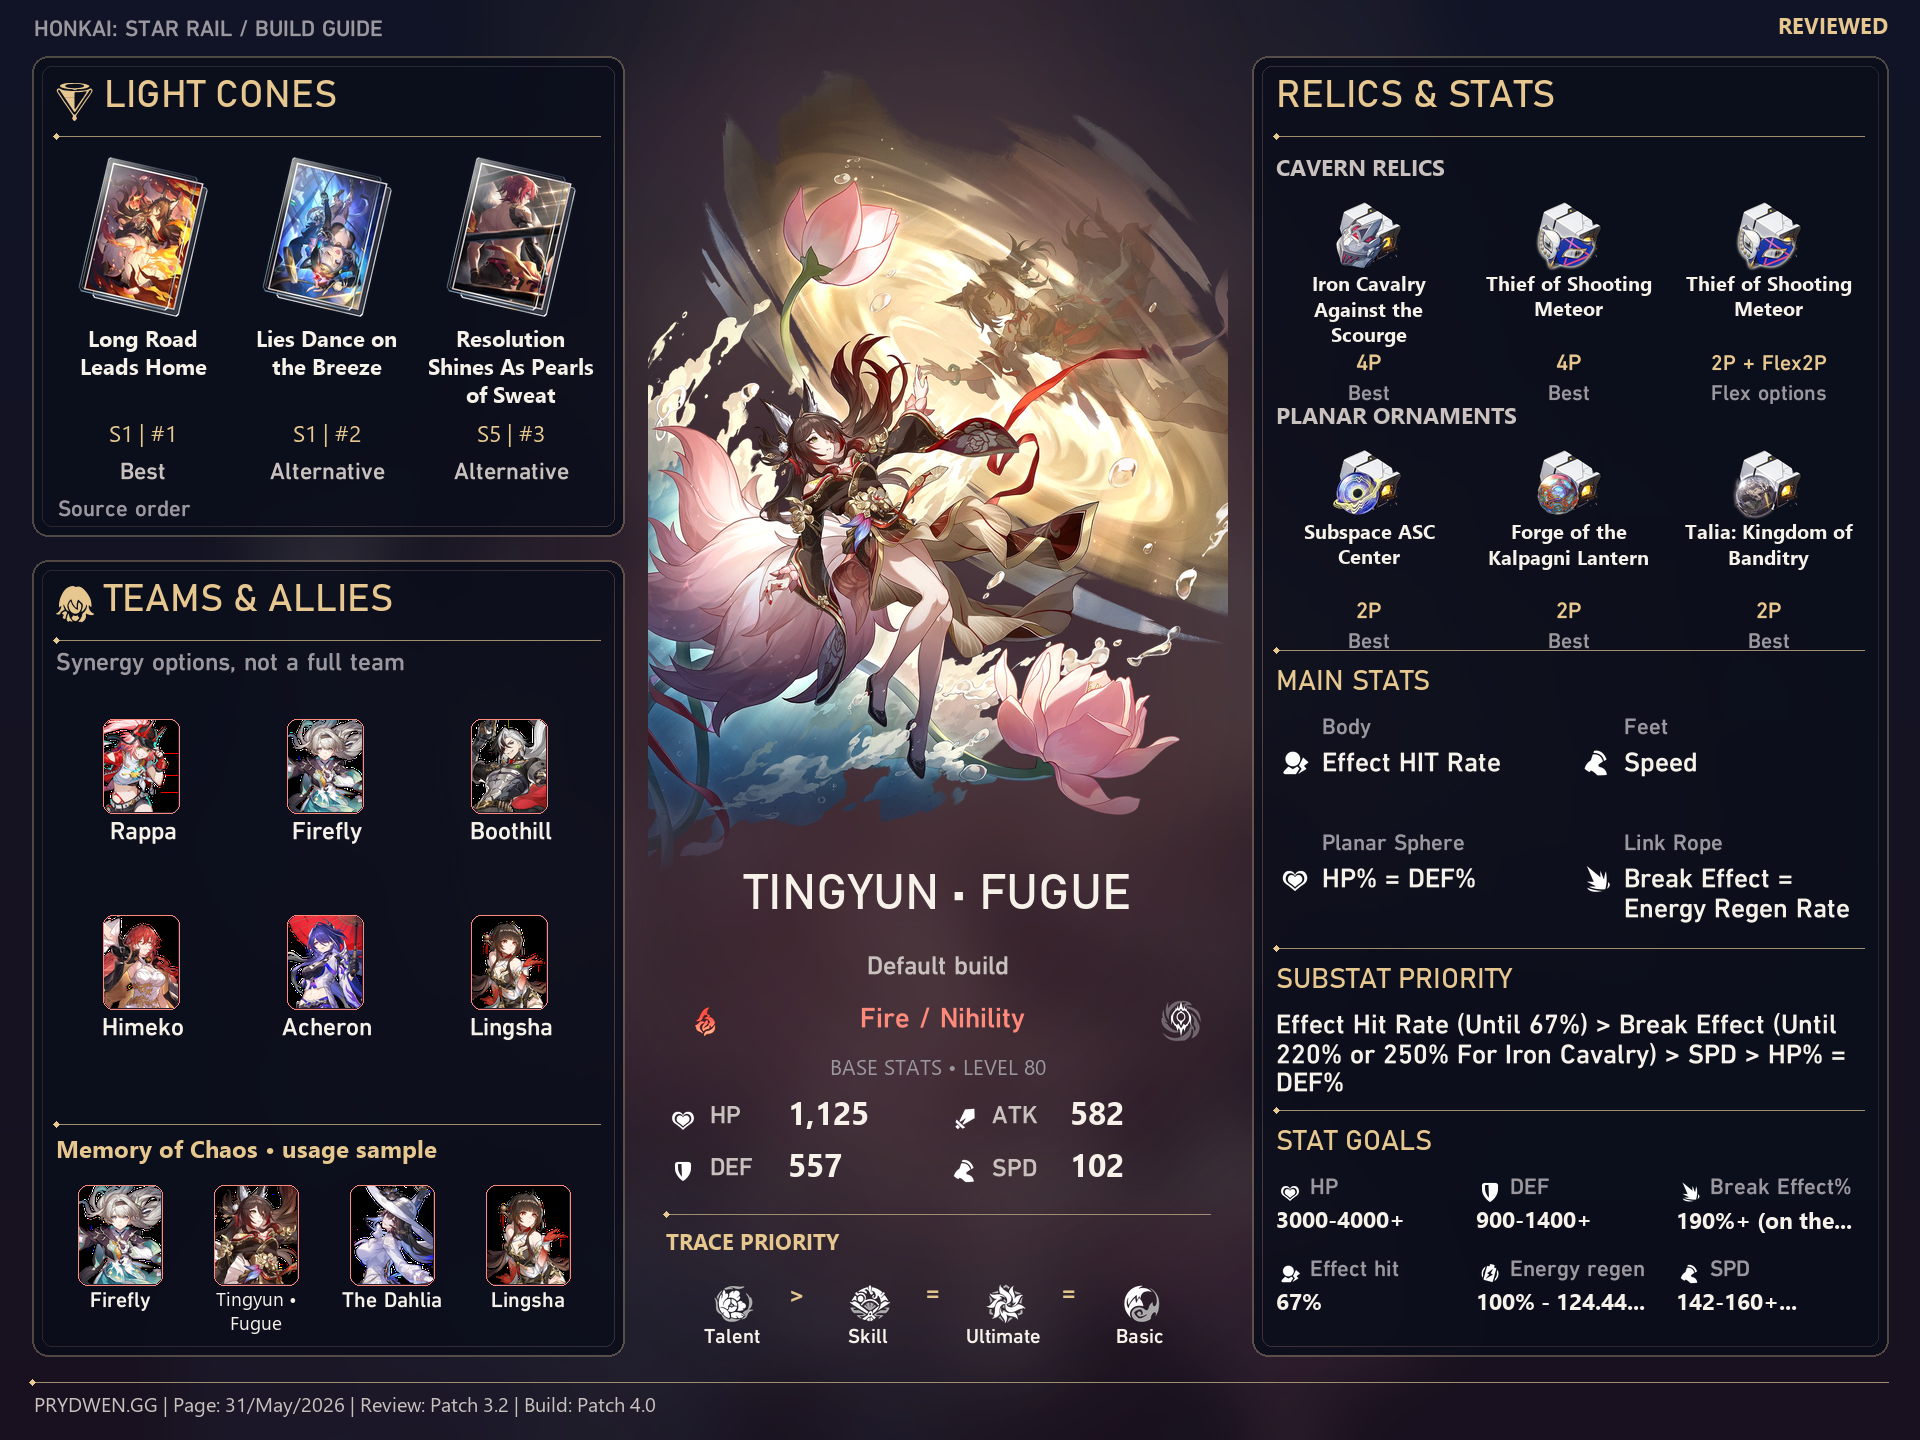 HONKAI: STAR RAIL / BUILD GUIDE
REVIEWED
LIGHT CONES
Long Road Leads Home
S1 | #1
Best
Lies Dance on the Breeze
S1 | #2
Alternative
Resolution Shines As Pearls of Sweat
S5 | #3
Alternative
Source order
TEAMS & ALLIES
Synergy options, not a full team
Rappa
Firefly
Boothill
Himeko
Acheron
Lingsha
Memory of Chaos • usage sample
Firefly
Tingyun • Fugue
The Dahlia
Lingsha
TINGYUN • FUGUE
Default build
Fire / Nihility
BASE STATS • LEVEL 80
HP 1,125
ATK 582
DEF 557
SPD 102
TRACE PRIORITY
Talent > Skill = Ultimate = Basic
RELICS & STATS
CAVERN RELICS
Iron Cavalry Against the Scourge
4P
Best
Thief of Shooting Meteor
4P
Best
Thief of Shooting Meteor
2P + Flex2P
Flex options
PLANAR ORNAMENTS
Subspace ASC Center
2P
Best
Forge of the Kalpagni Lantern
2P
Best
Talia: Kingdom of Banditry
2P
Best
MAIN STATS
Body
Effect HIT Rate
Feet
Speed
Planar Sphere
HP% = DEF%
Link Rope
Break Effect =
Energy Regen Rate
SUBSTAT PRIORITY
Effect Hit Rate (Until 67%) > Break Effect (Until
220% or 250% For Iron Cavalry) > SPD > HP% =
DEF%
STAT GOALS
HP
3000-4000+
DEF
900-1400+
Break Effect%
190%+ (on the...
Effect hit
67%
Energy regen
100% - 124.44...
SPD
142-160+...
PRYDWEN.GG | Page: 31/May/2026 | Review: Patch 3.2 | Build: Patch 4.0